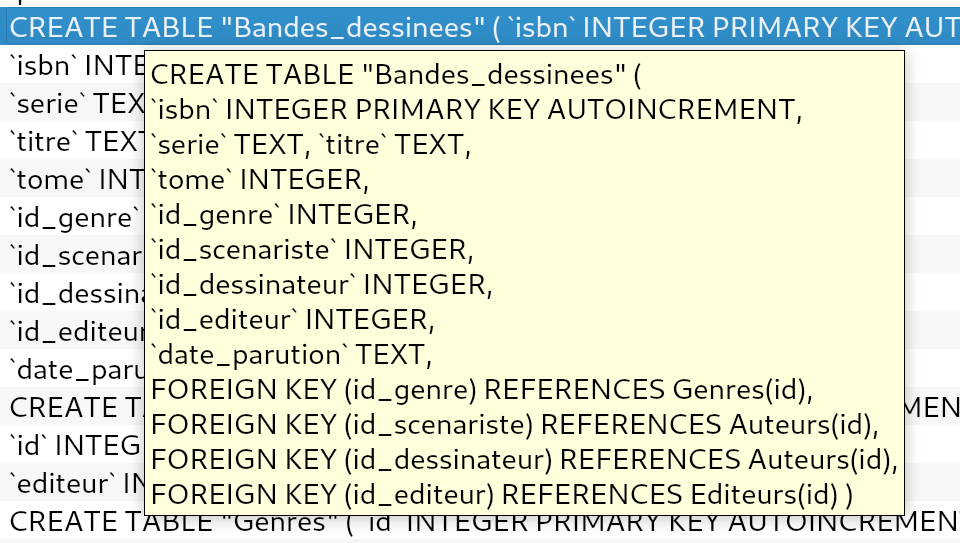 CREATE TABLE "Bandes_dessinees" ( `isbn` INTEGER PRIMARY KEY AUT
`isbn` INTE
`serie` TEX
`titre` TEXT
`tome` INT
`id_genre`
`id_scenar
`id_dessina
`id_editeur
`date_paru
CREATE TA
`id` INTEG
`editeur` IN
CREATE TABLE "Genres" ( `id` INTEGER PRIMARY KEY AUTOINCREMEN
CREATE TABLE "Bandes_dessinees" (
`isbn` INTEGER PRIMARY KEY AUTOINCREMENT,
`serie` TEXT, `titre` TEXT,
`tome` INTEGER,
`id_genre` INTEGER,
`id_scenariste` INTEGER,
`id_dessinateur` INTEGER,
`id_editeur` INTEGER,
`date_parution` TEXT,
FOREIGN KEY (id_genre) REFERENCES Genres(id),
FOREIGN KEY (id_scenariste) REFERENCES Auteurs(id),
FOREIGN KEY (id_dessinateur) REFERENCES Auteurs(id),
FOREIGN KEY (id_editeur) REFERENCES Editeurs(id) )